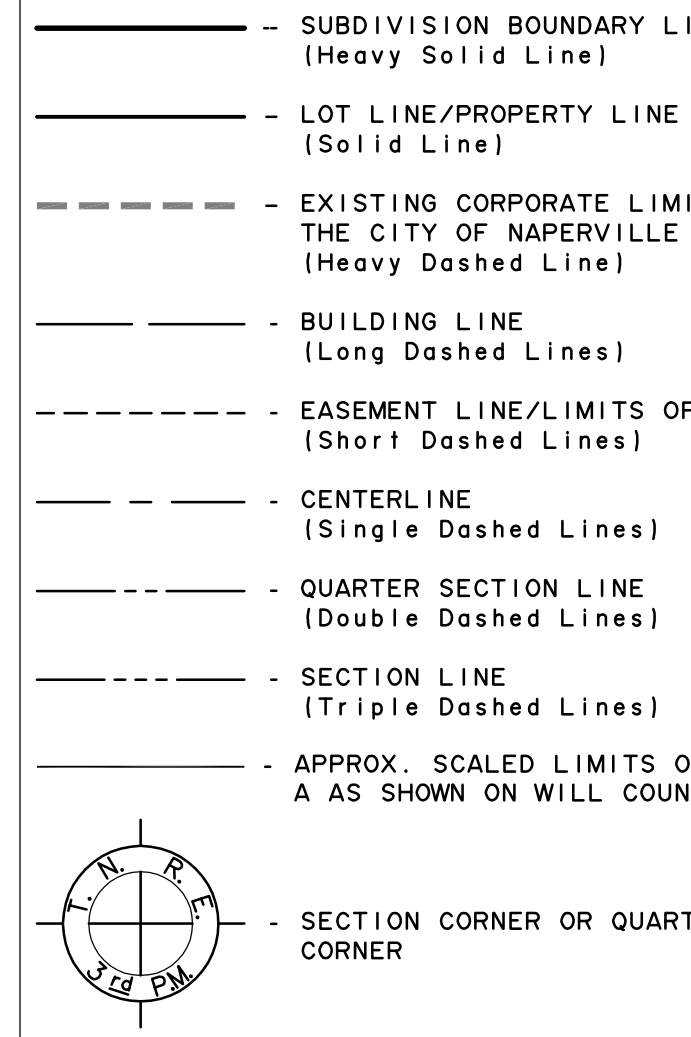 -- SUBDIVISION BOUNDARY LI
(Heavy Solid Line)
- LOT LINE/PROPERTY LINE
(Solid Line)
- EXISTING CORPORATE LIMI
THE CITY OF NAPERVILLE
(Heavy Dashed Line)
- BUILDING LINE
(Long Dashed Lines)
- EASEMENT LINE/LIMITS OF
(Short Dashed Lines)
- CENTERLINE
(Single Dashed Lines)
- QUARTER SECTION LINE
(Double Dashed Lines)
- SECTION LINE
(Triple Dashed Lines)
- APPROX. SCALED LIMITS O
A AS SHOWN ON WILL COUN
T. N. R. E.
3rd P.M.
- SECTION CORNER OR QUART
CORNER